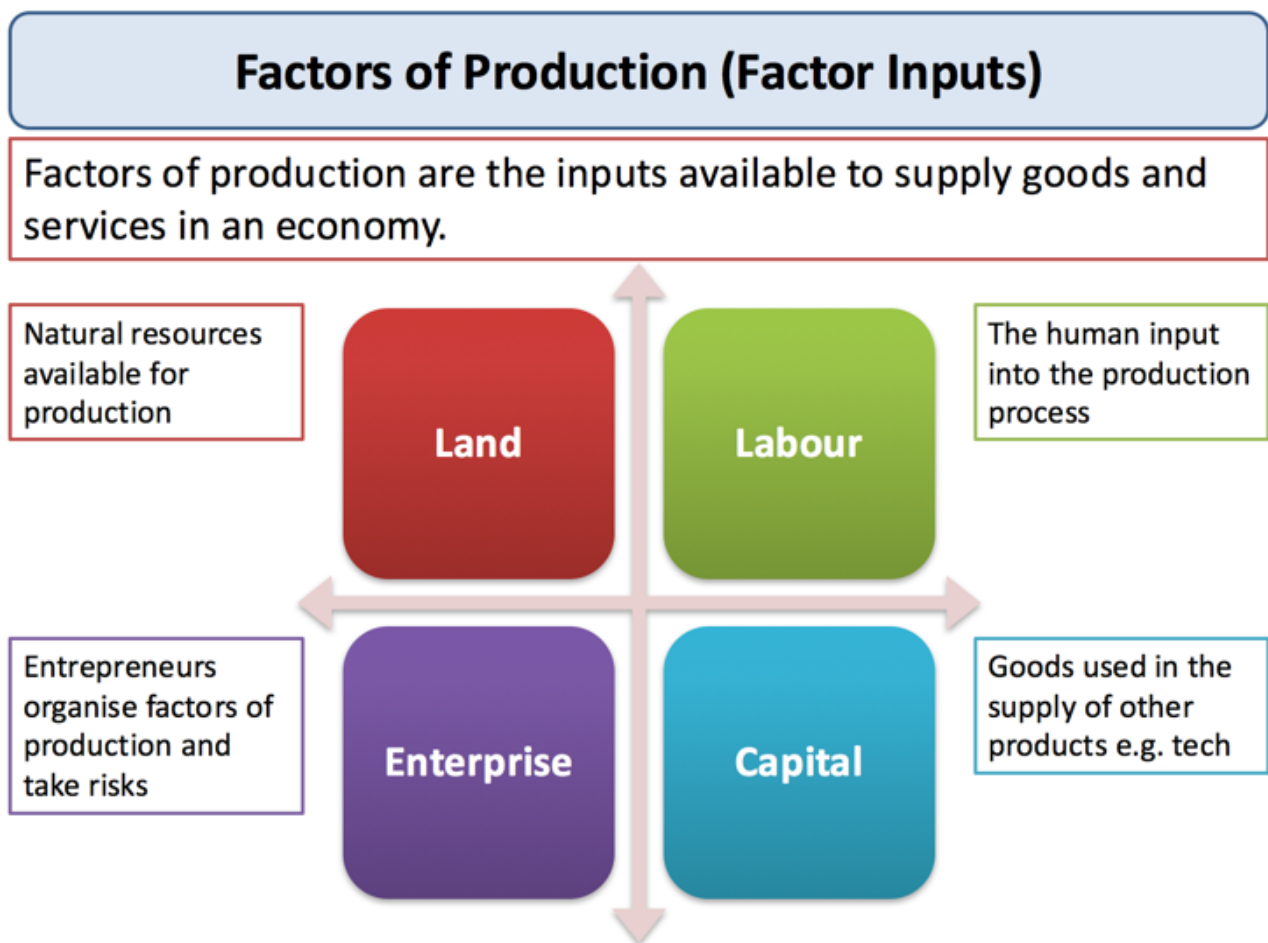 Factors of Production (Factor Inputs)
Factors of production are the inputs available to supply goods and
services in an economy.
Natural resources
available for
production
Land
Labour
The human input
into the production
process
Entrepreneurs
organise factors of
production and
take risks
Enterprise
Capital
Goods used in the
supply of other
products e.g. tech